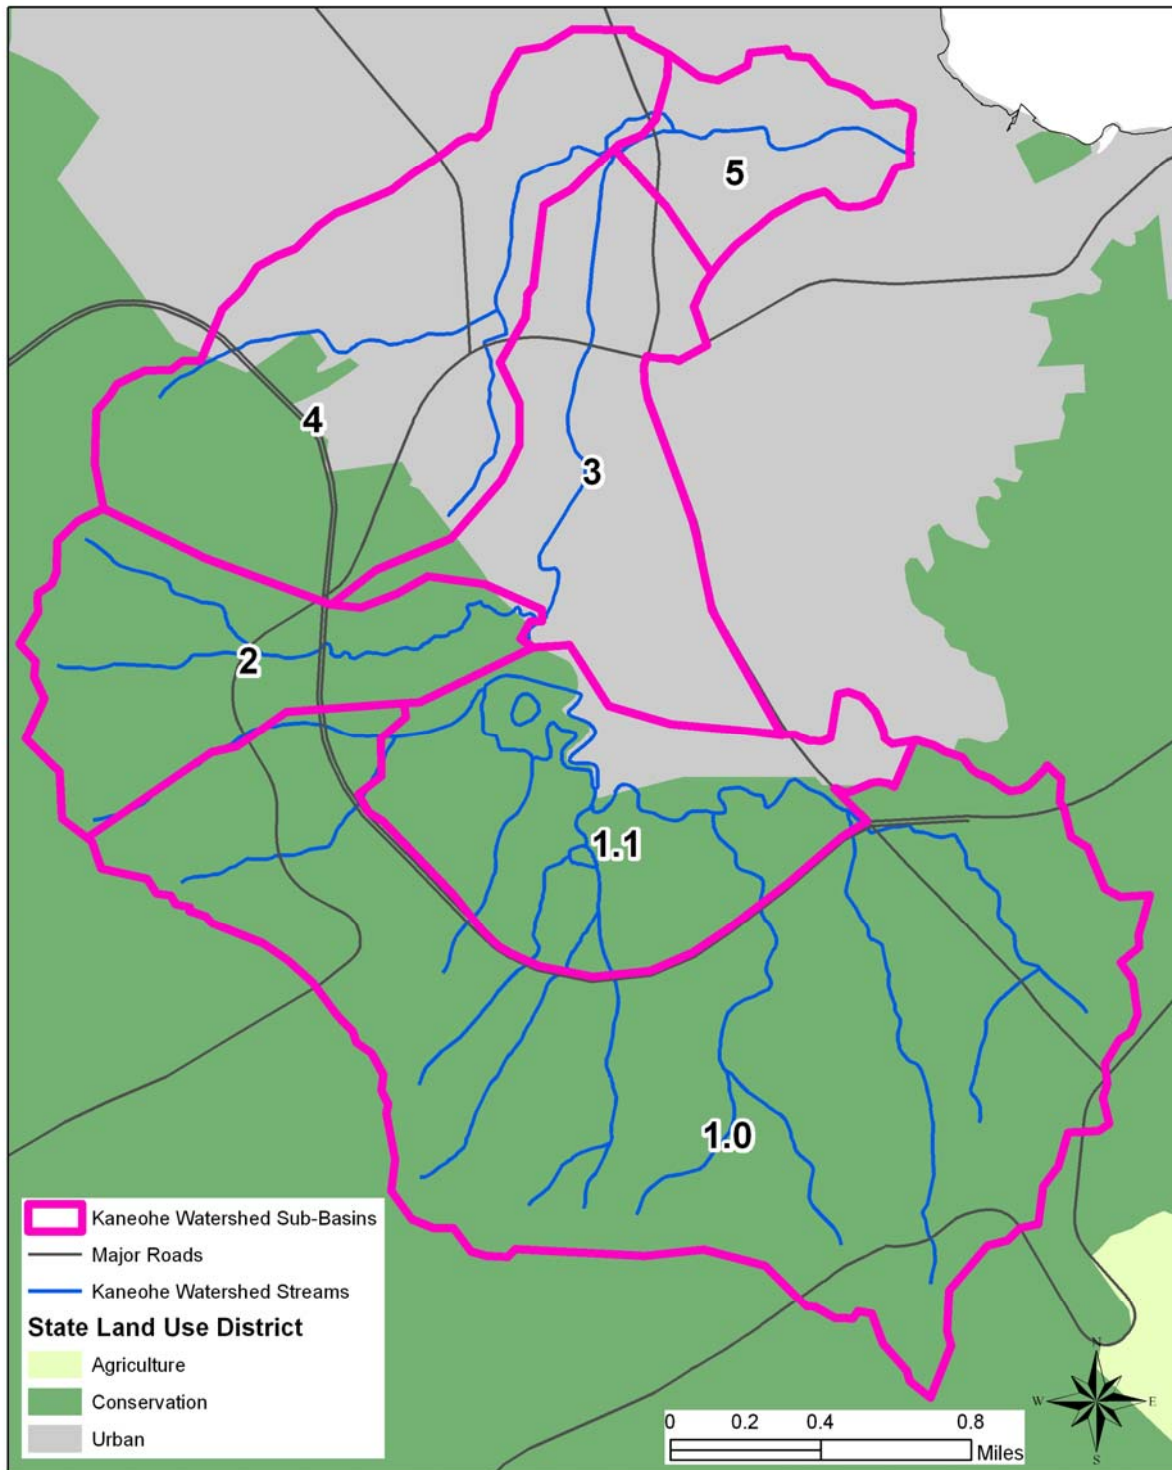 5
4
3
2
1.1
1.0
Kaneohe Watershed Sub-Basins
Major Roads
Kaneohe Watershed Streams
State Land Use District
Agriculture
Conservation
Urban
N
W E
S
0 0.2 0.4 0.8
Miles